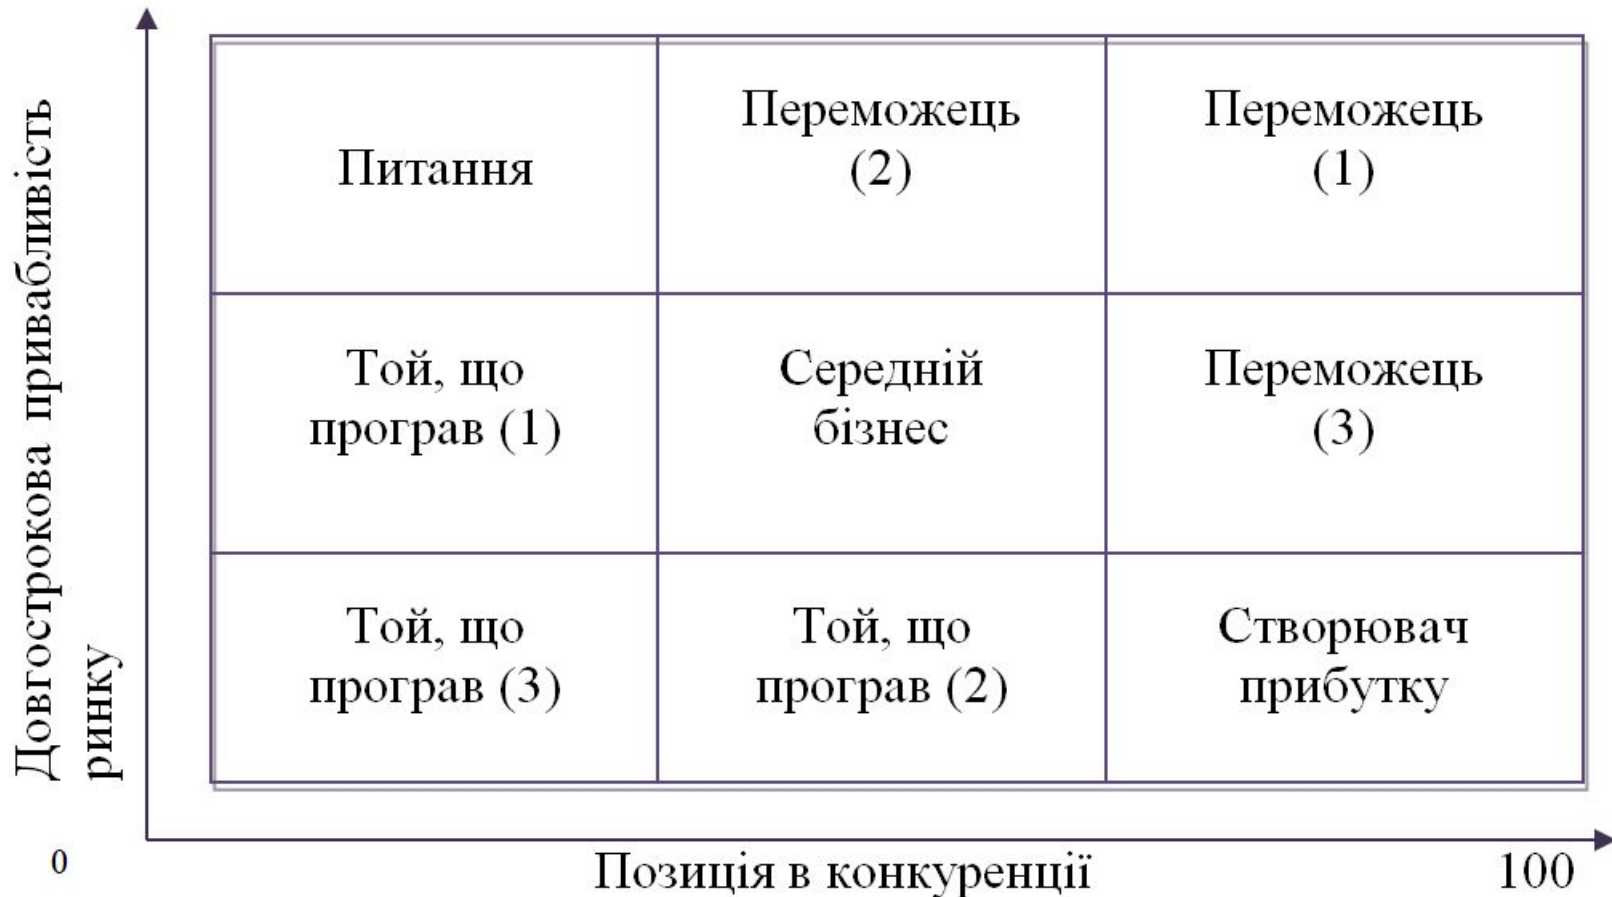 Довгострокова привабливість
ринку
Питання
Переможець
(2)
Переможець
(1)
Той, що
програв (1)
Середній
бізнес
Переможець
(3)
Той, що
програв (3)
Той, що
програв (2)
Створювач
прибутку
0
Позиція в конкуренції
100